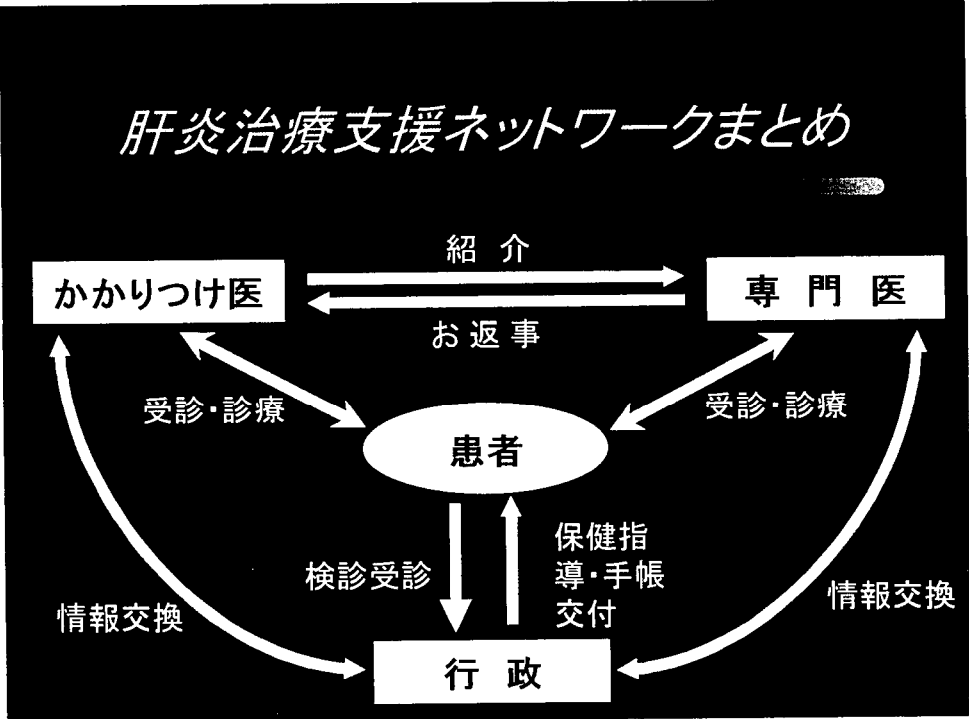 肝炎治療支援ネットワークまとめ
紹 介
かかりつけ医
専 門 医
お 返 事
受診・診療
受診・診療
患者
検診受診
保健指
導・手帳
交付
情報交換
情報交換
行 政